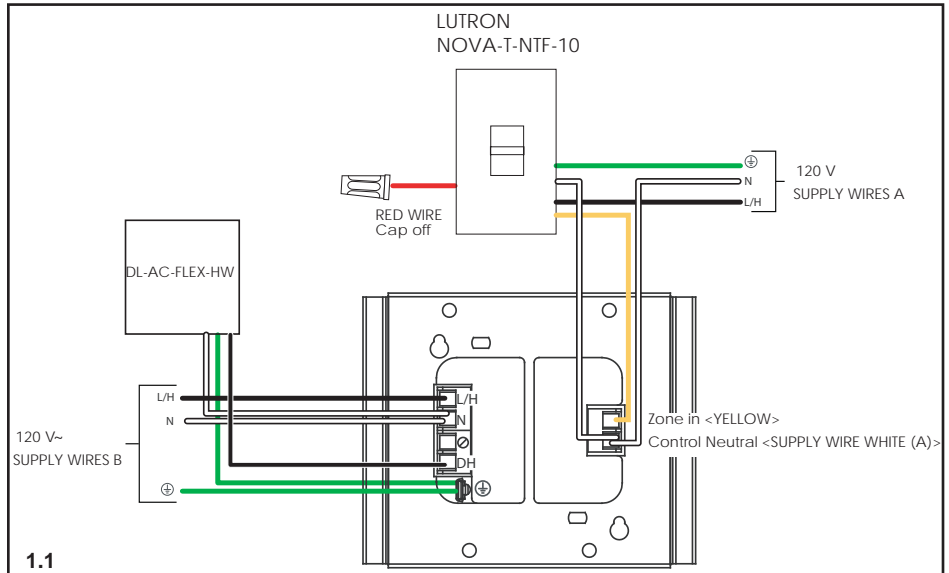 LUTRON
NOVA-T-NTF-10
RED WIRE
Cap off
N
L/H
120 V
SUPPLY WIRES A
DL-AC-FLEX-HW
L/H
N
120 V~
SUPPLY WIRES B
L/H
N
DH
Zone in <YELLOW>
Control Neutral <SUPPLY WIRE WHITE (A)>
1.1